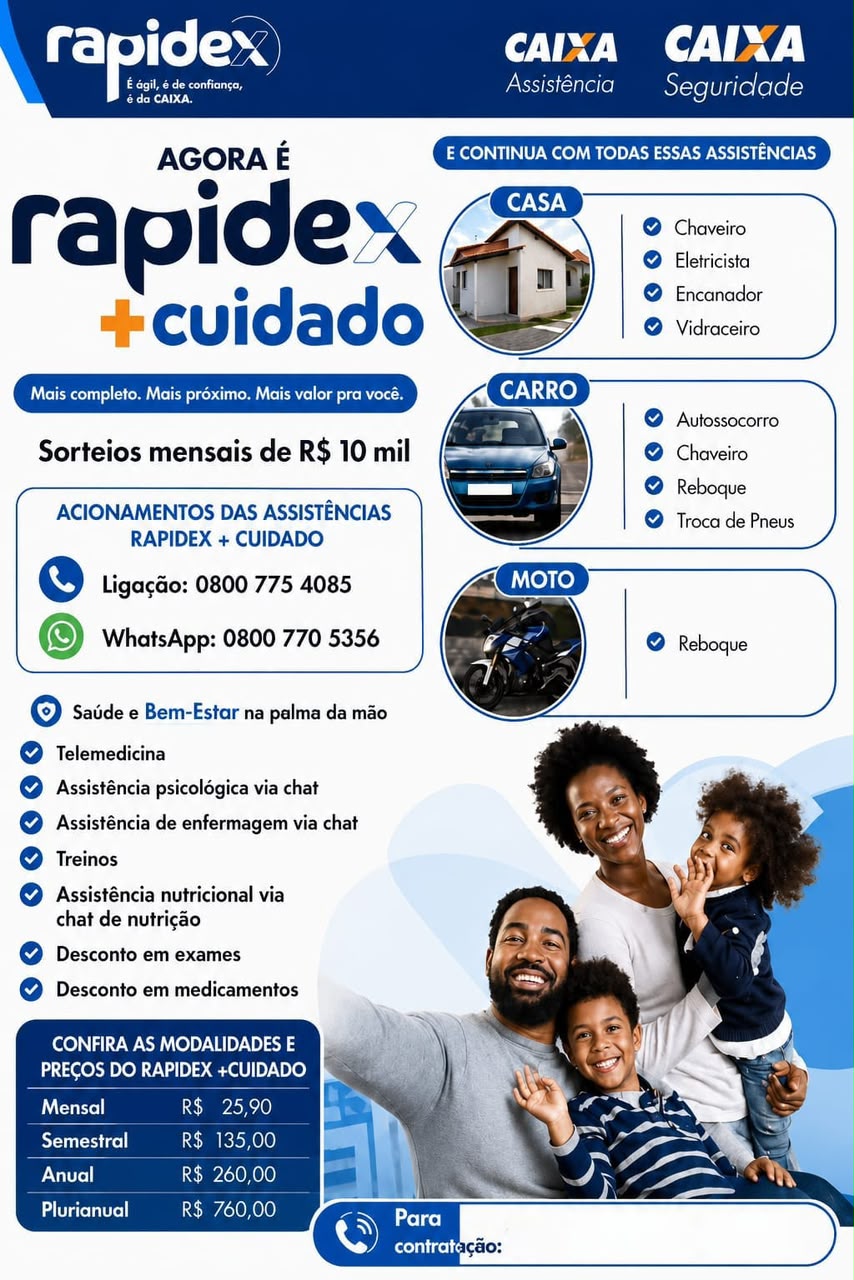 rapidex
É ágil, é de confiança,
é da CAIXA.
CAIXA
Assistência
CAIXA
Seguridade
AGORA É
rapidex
+cuidado
Mais completo. Mais próximo. Mais valor pra você.
Sorteios mensais de R$ 10 mil
ACIONAMENTOS DAS ASSISTÊNCIAS
RAPIDEX + CUIDADO
Ligação: 0800 775 4085
WhatsApp: 0800 770 5356
Saúde e Bem-Estar na palma da mão
Telemedicina
Assistência psicológica via chat
Assistência de enfermagem via chat
Treinos
Assistência nutricional via
chat de nutrição
Desconto em exames
Desconto em medicamentos
CONFIRA AS MODALIDADES E
PREÇOS DO RAPIDEX +CUIDADO
Mensal R$ 25,90
Semestral R$ 135,00
Anual R$ 260,00
Plurianual R$ 760,00
E CONTINUA COM TODAS ESSAS ASSISTÊNCIAS
CASA
Chaveiro
Eletricista
Encanador
Vidraceiro
CARRO
Autossocorro
Chaveiro
Reboque
Troca de Pneus
MOTO
Reboque
Para
contratação: